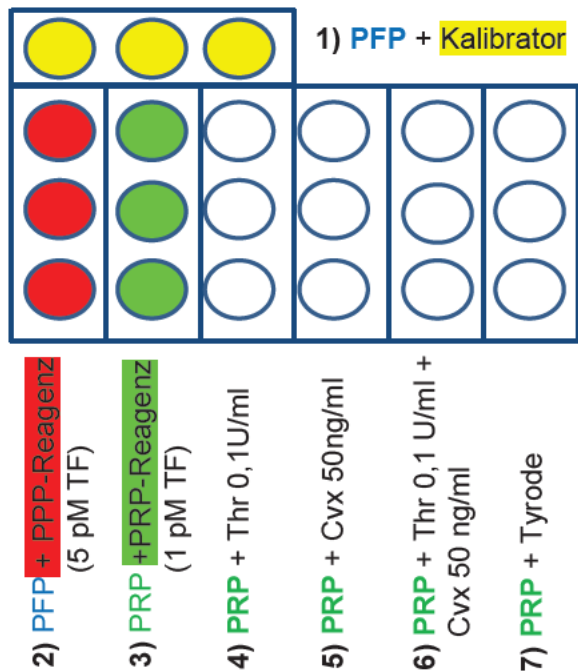 1) PFP + Kalibrator
2) PFP + PPP-Reagenz
(5 pM TF)
3) PRP +PRP-Reagenz
(1 pM TF)
4) PRP + Thr 0,1U/ml
5) PRP + Cvx 50ng/ml
6) PRP + Thr 0,1 U/ml +
Cvx 50 ng/ml
7) PRP + Tyrode